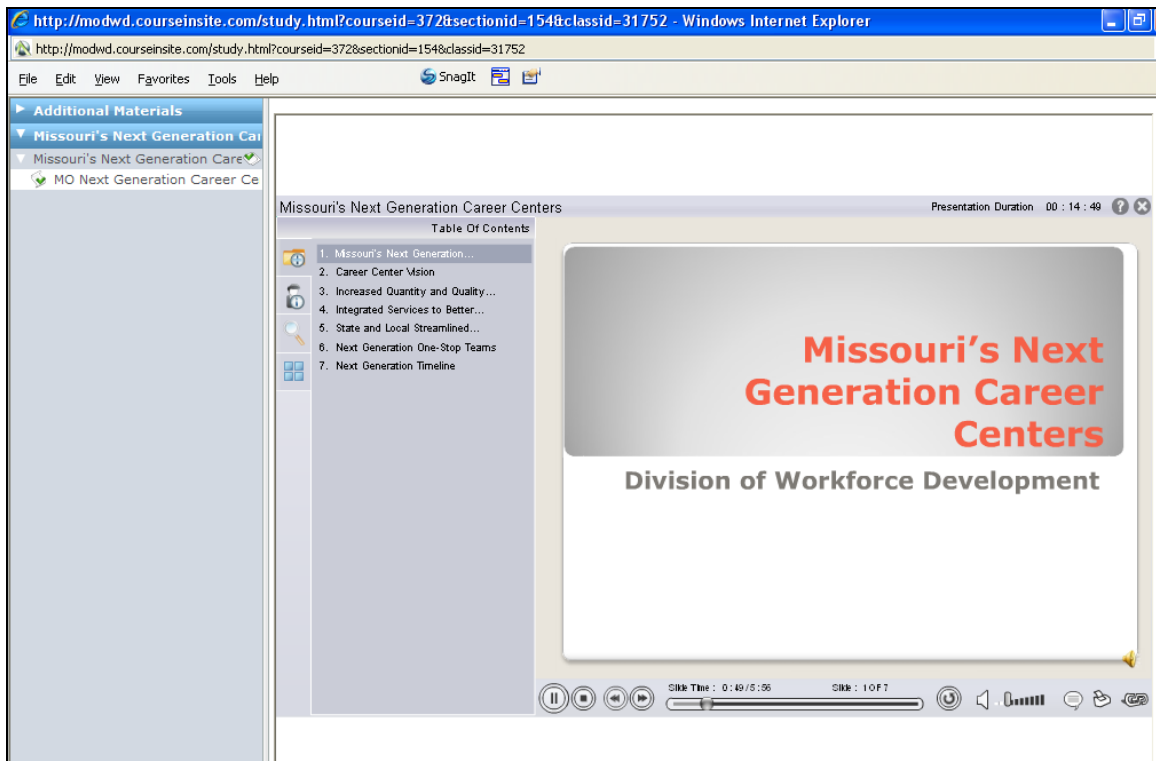 http://modwd.courseinsite.com/study.html?courseid=372&sectionid=154&classid=31752 - Windows Internet Explorer
http://modwd.courseinsite.com/study.html?courseid=372&sectionid=154&classid=31752
File Edit View Favorites Tools Help SnagIt
Additional Materials
Missouri's Next Generation Car
Missouri's Next Generation Care
MO Next Generation Career Ce
Missouri's Next Generation Career Centers
Presentation Duration 00 : 14 : 49
Table Of Contents
1. Missouri's Next Generation...
2. Career Center Vision
3. Increased Quantity and Quality...
4. Integrated Services to Better...
5. State and Local Streamlined...
6. Next Generation One-Stop Teams
7. Next Generation Timeline
Missouri's Next
Generation Career
Centers
Division of Workforce Development
Slide Time : 0:49/5:56 Slide : 1 OF 7